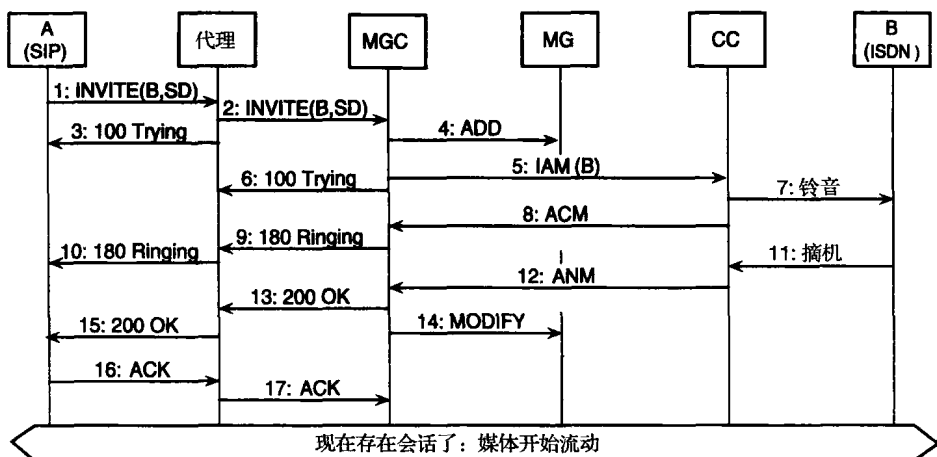 A
(SIP)
代理
MGC
MG
CC
B
(ISDN)
1: INVITE(B,SD)
2: INVITE(B,SD)
3: 100 Trying
4: ADD
5: IAM (B)
6: 100 Trying
7: 铃音
8: ACM
9: 180 Ringing
10: 180 Ringing
11: 摘机
12: ANM
13: 200 OK
14: MODIFY
15: 200 OK
16: ACK
17: ACK
现在存在会话了：媒体开始流动